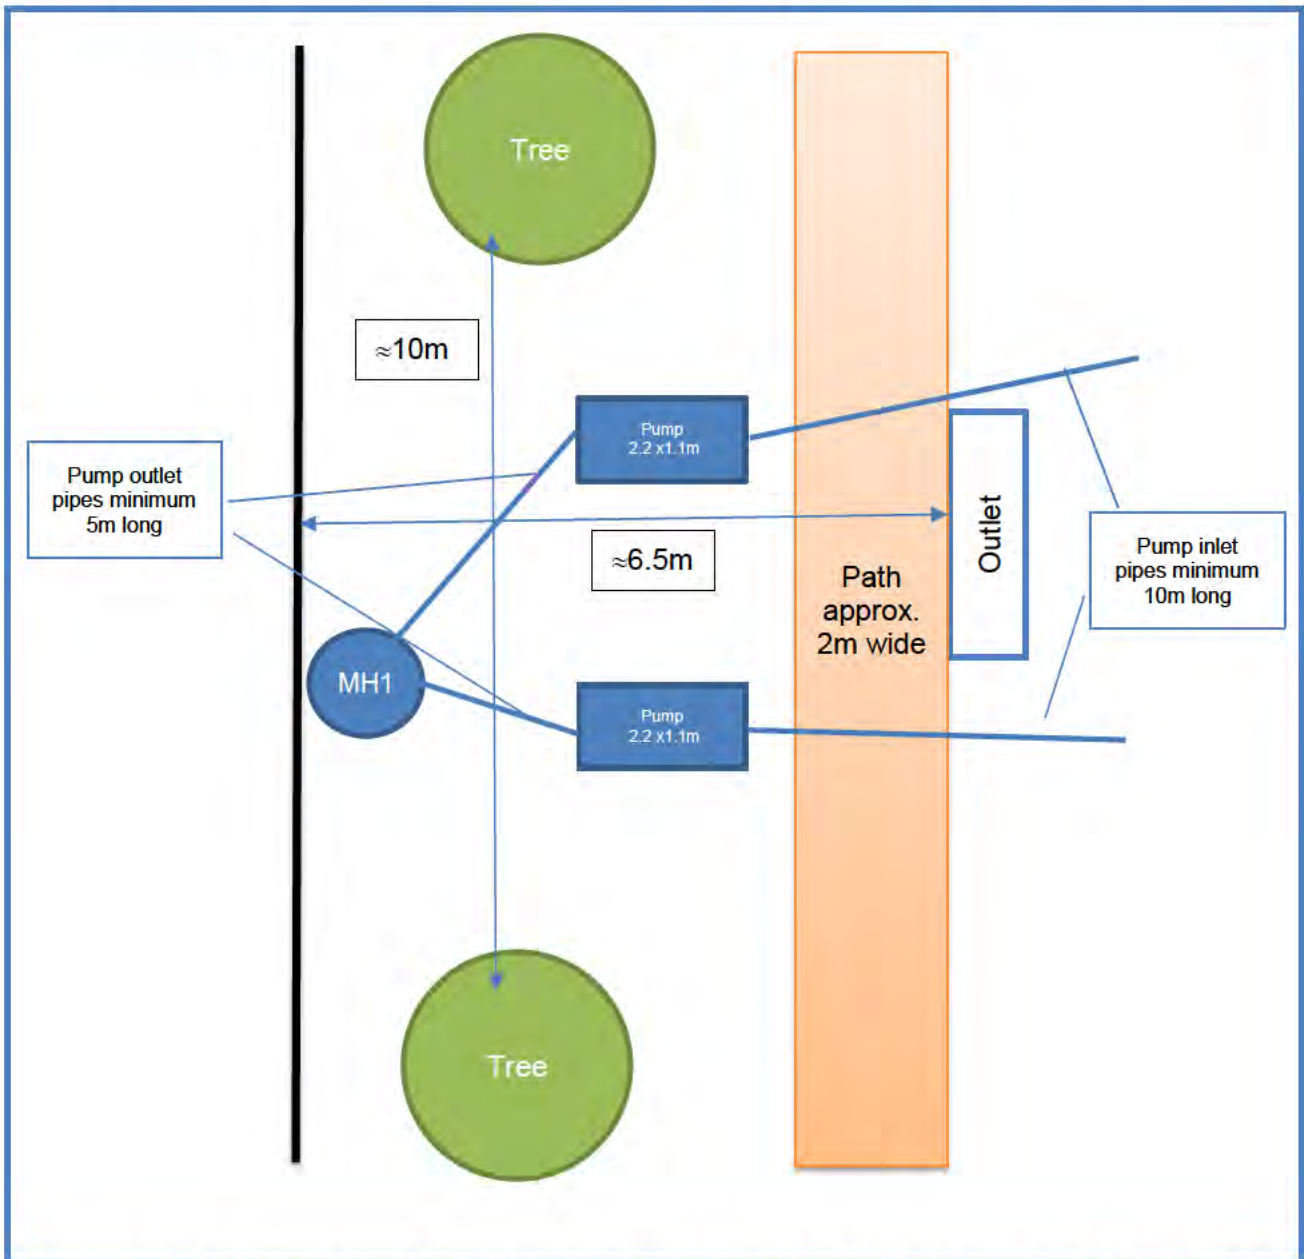 Tree
≈10m
Pump
2.2 x1.1m
Pump outlet
pipes minimum
5m long
≈6.5m
Path
approx.
2m wide
Outlet
Pump inlet
pipes minimum
10m long
MH1
Pump
2.2 x1.1m
Tree